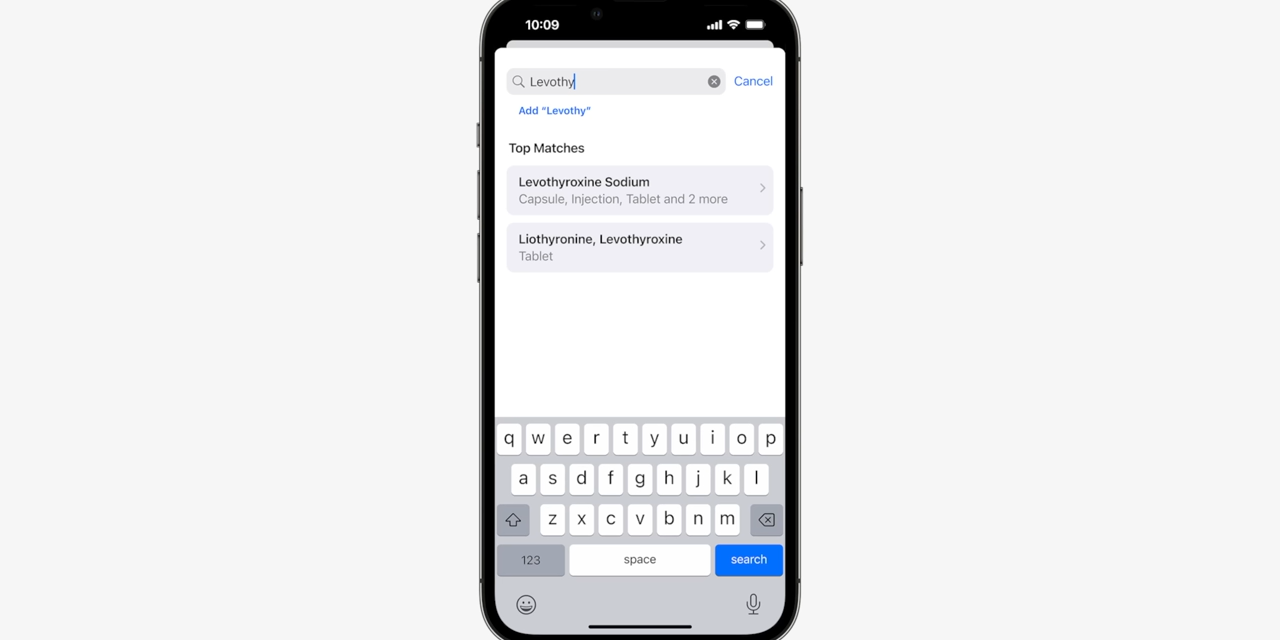 10:09
Levothy
Cancel
Add “Levothy”
Top Matches
Levothyroxine Sodium
Capsule, Injection, Tablet and 2 more
Liothyronine, Levothyroxine
Tablet
q w e r t y u i o p
a s d f g h j k l
z x c v b n m
123 space search